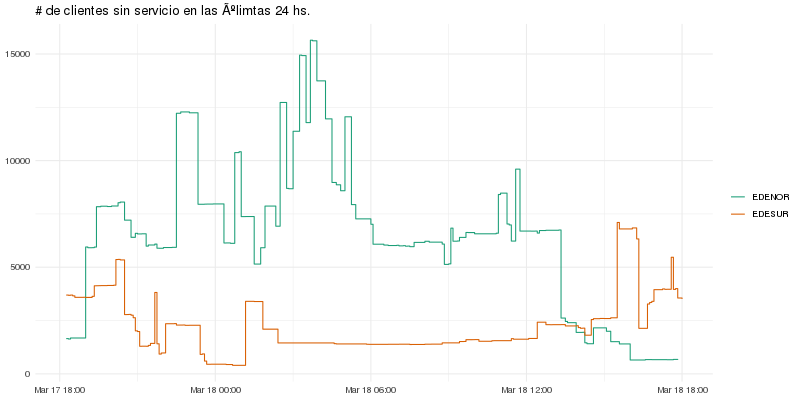 # de clientes sin servicio en las Ãºlimtas 24 hs.
15000
10000
5000
0
Mar 17 18:00 Mar 18 00:00 Mar 18 06:00 Mar 18 12:00 Mar 18 18:00
EDENOR
EDESUR